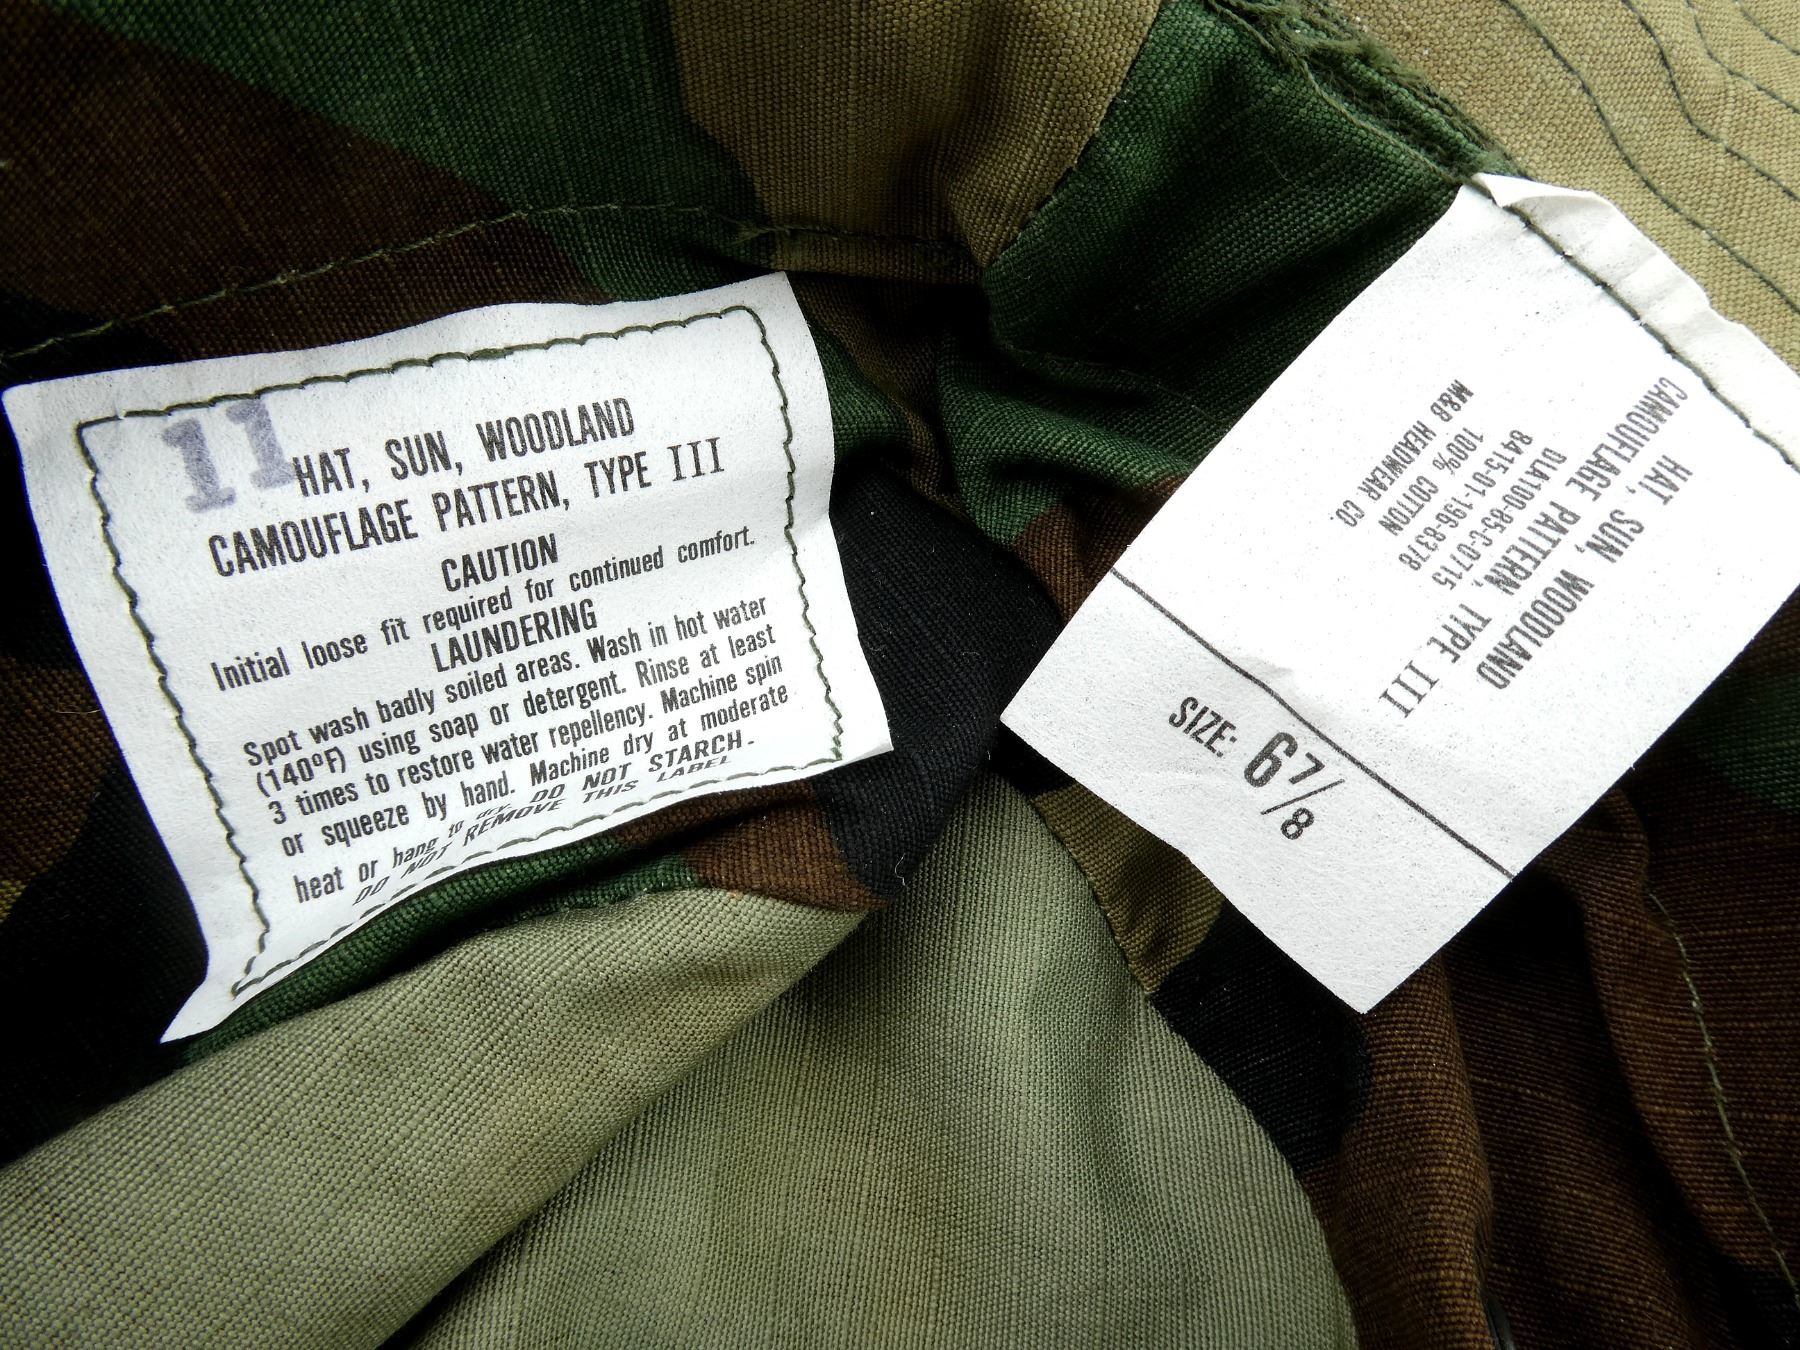 11
HAT, SUN, WOODLAND
CAMOUFLAGE PATTERN, TYPE III
CAUTION
Initial loose fit required for continued comfort.
LAUNDERING
Spot wash badly soiled areas. Wash in hot water
(140°F) using soap or detergent. Rinse at least
3 times to restore water repellency. Machine spin
or squeeze by hand. Machine dry at moderate
heat or hang to dry. DO NOT STARCH.
DO NOT REMOVE THIS LABEL
HAT, SUN, WOODLAND
CAMOUFLAGE PATTERN, TYPE III
DLA100-85-C-0715
8415-01-196-8378
100% COTTON
M&B HEADWEAR CO.
SIZE: 6 7/8